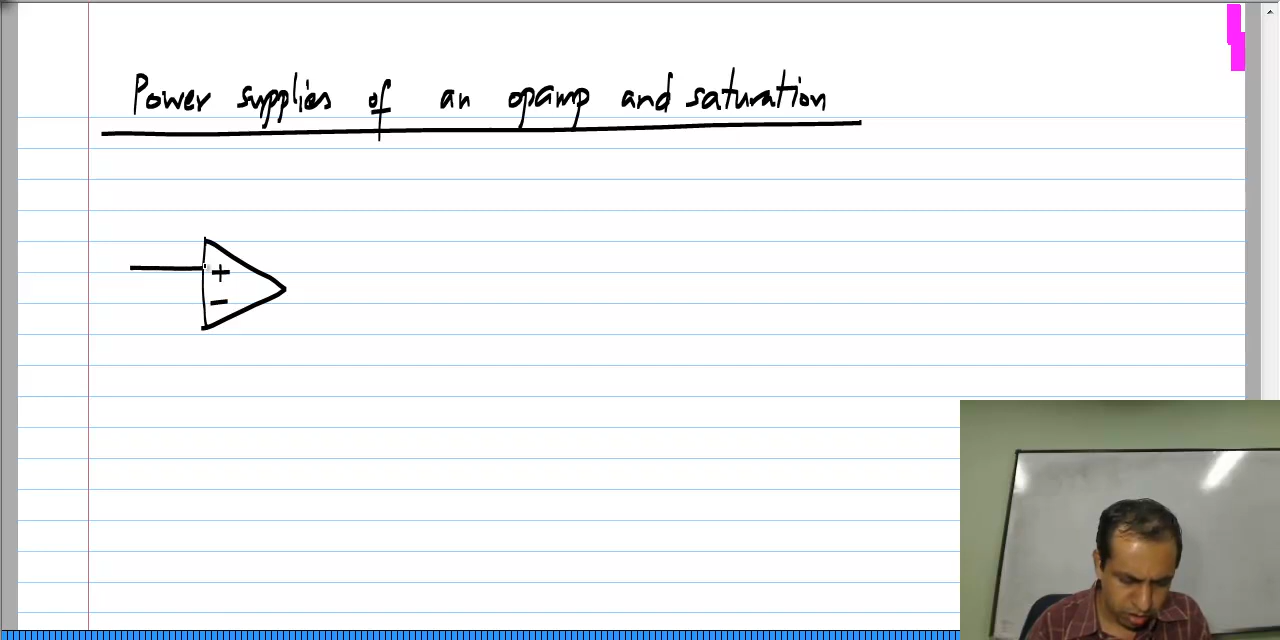 Power supplies of an opamp and saturation
+
−